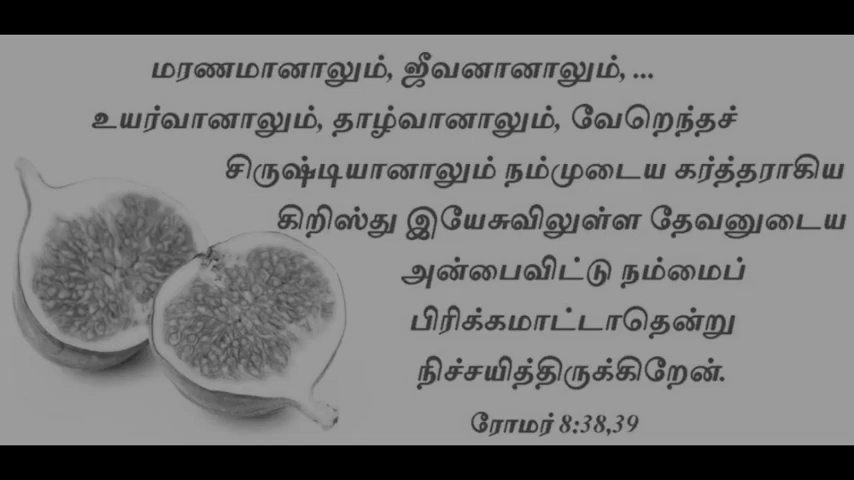 மரணமானாலும், ஜீவனானாலும், ...
உயர்வானாலும், தாழ்வானாலும், வேறெந்தச்
சிருஷ்டியானாலும் நம்முடைய கர்த்தராகிய
கிறிஸ்து இயேசுவிலுள்ள தேவனுடைய
அன்பைவிட்டு நம்மைப்
பிரிக்கமாட்டாதென்று
நிச்சயித்திருக்கிறேன்.
ரோமர் 8:38,39